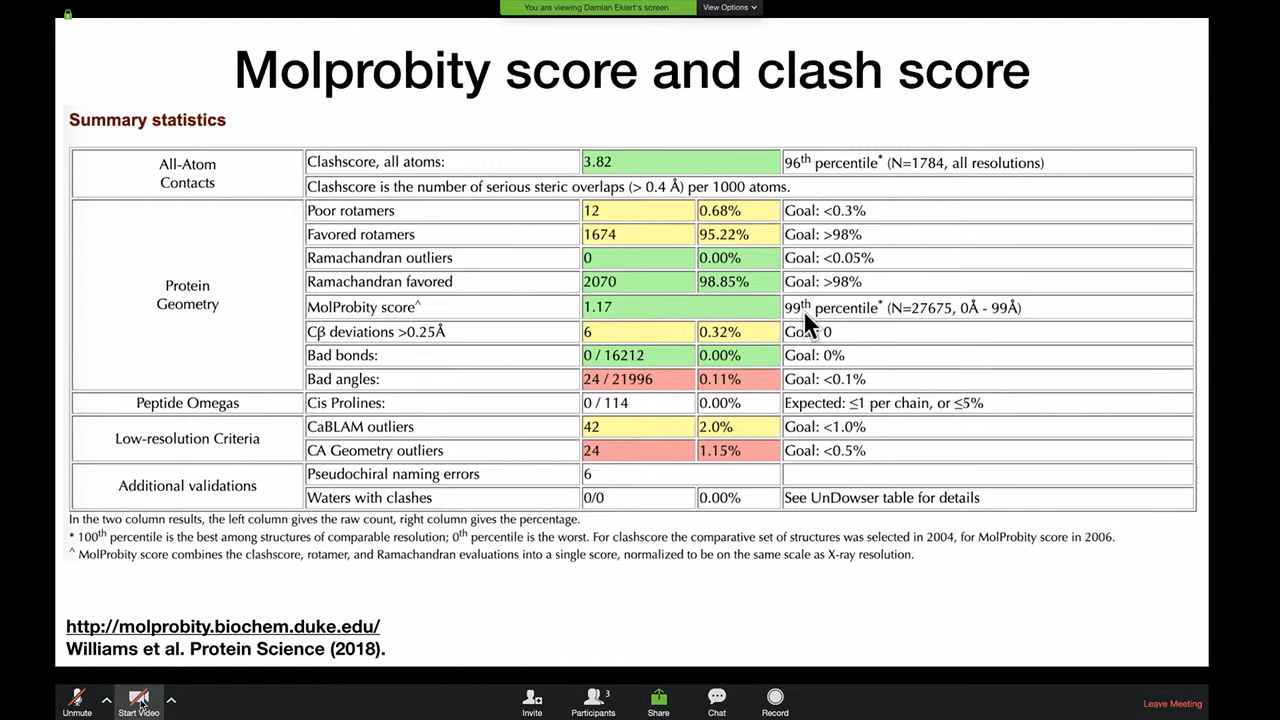 You are viewing Damian Ekiert's screen
View Options
Molprobity score and clash score
Summary statistics
All-Atom Contacts
Clashscore, all atoms: 3.82 96th percentile* (N=1784, all resolutions)
Clashscore is the number of serious steric overlaps (> 0.4 Å) per 1000 atoms.
Protein Geometry
Poor rotamers 12 0.68% Goal: <0.3%
Favored rotamers 1674 95.22% Goal: >98%
Ramachandran outliers 0 0.00% Goal: <0.05%
Ramachandran favored 2070 98.85% Goal: >98%
MolProbity score^ 1.17 99th percentile* (N=27675, 0Å - 99Å)
Cβ deviations >0.25Å 6 0.32% Goal: 0
Bad bonds: 0 / 16212 0.00% Goal: 0%
Bad angles: 24 / 21996 0.11% Goal: <0.1%
Peptide Omegas Cis Prolines: 0 / 114 0.00% Expected: ≤1 per chain, or ≤5%
Low-resolution Criteria
CaBLAM outliers 42 2.0% Goal: <1.0%
CA Geometry outliers 24 1.15% Goal: <0.5%
Additional validations
Pseudochiral naming errors 6
Waters with clashes 0/0 0.00% See UnDowser table for details
In the two column results, the left column gives the raw count, right column gives the percentage.
* 100th percentile is the best among structures of comparable resolution; 0th percentile is the worst. For clashscore the comparative set of structures was selected in 2004, for MolProbity score in 2006.
^ MolProbity score combines the clashscore, rotamer, and Ramachandran evaluations into a single score, normalized to be on the same scale as X-ray resolution.
http://molprobity.biochem.duke.edu/
Williams et al. Protein Science (2018).
Unmute
Start Video
Invite
Participants 3
Share
Chat
Record
Leave Meeting